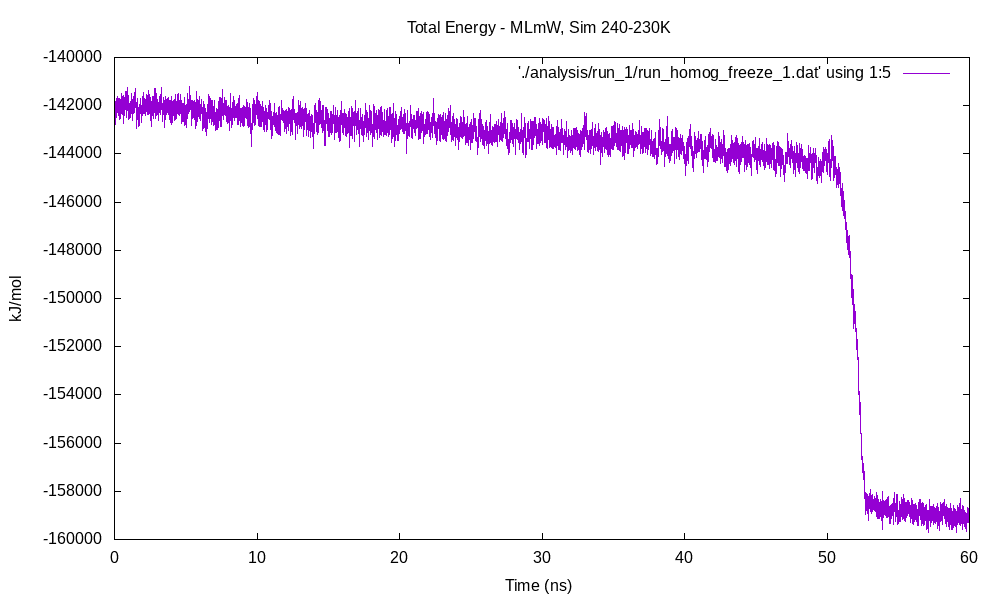 Total Energy - MLmW, Sim 240-230K
'./analysis/run_1/run_homog_freeze_1.dat' using 1:5
-140000
-142000
-144000
-146000
-148000
-150000
-152000
-154000
-156000
-158000
-160000
kJ/mol
0 10 20 30 40 50 60
Time (ns)